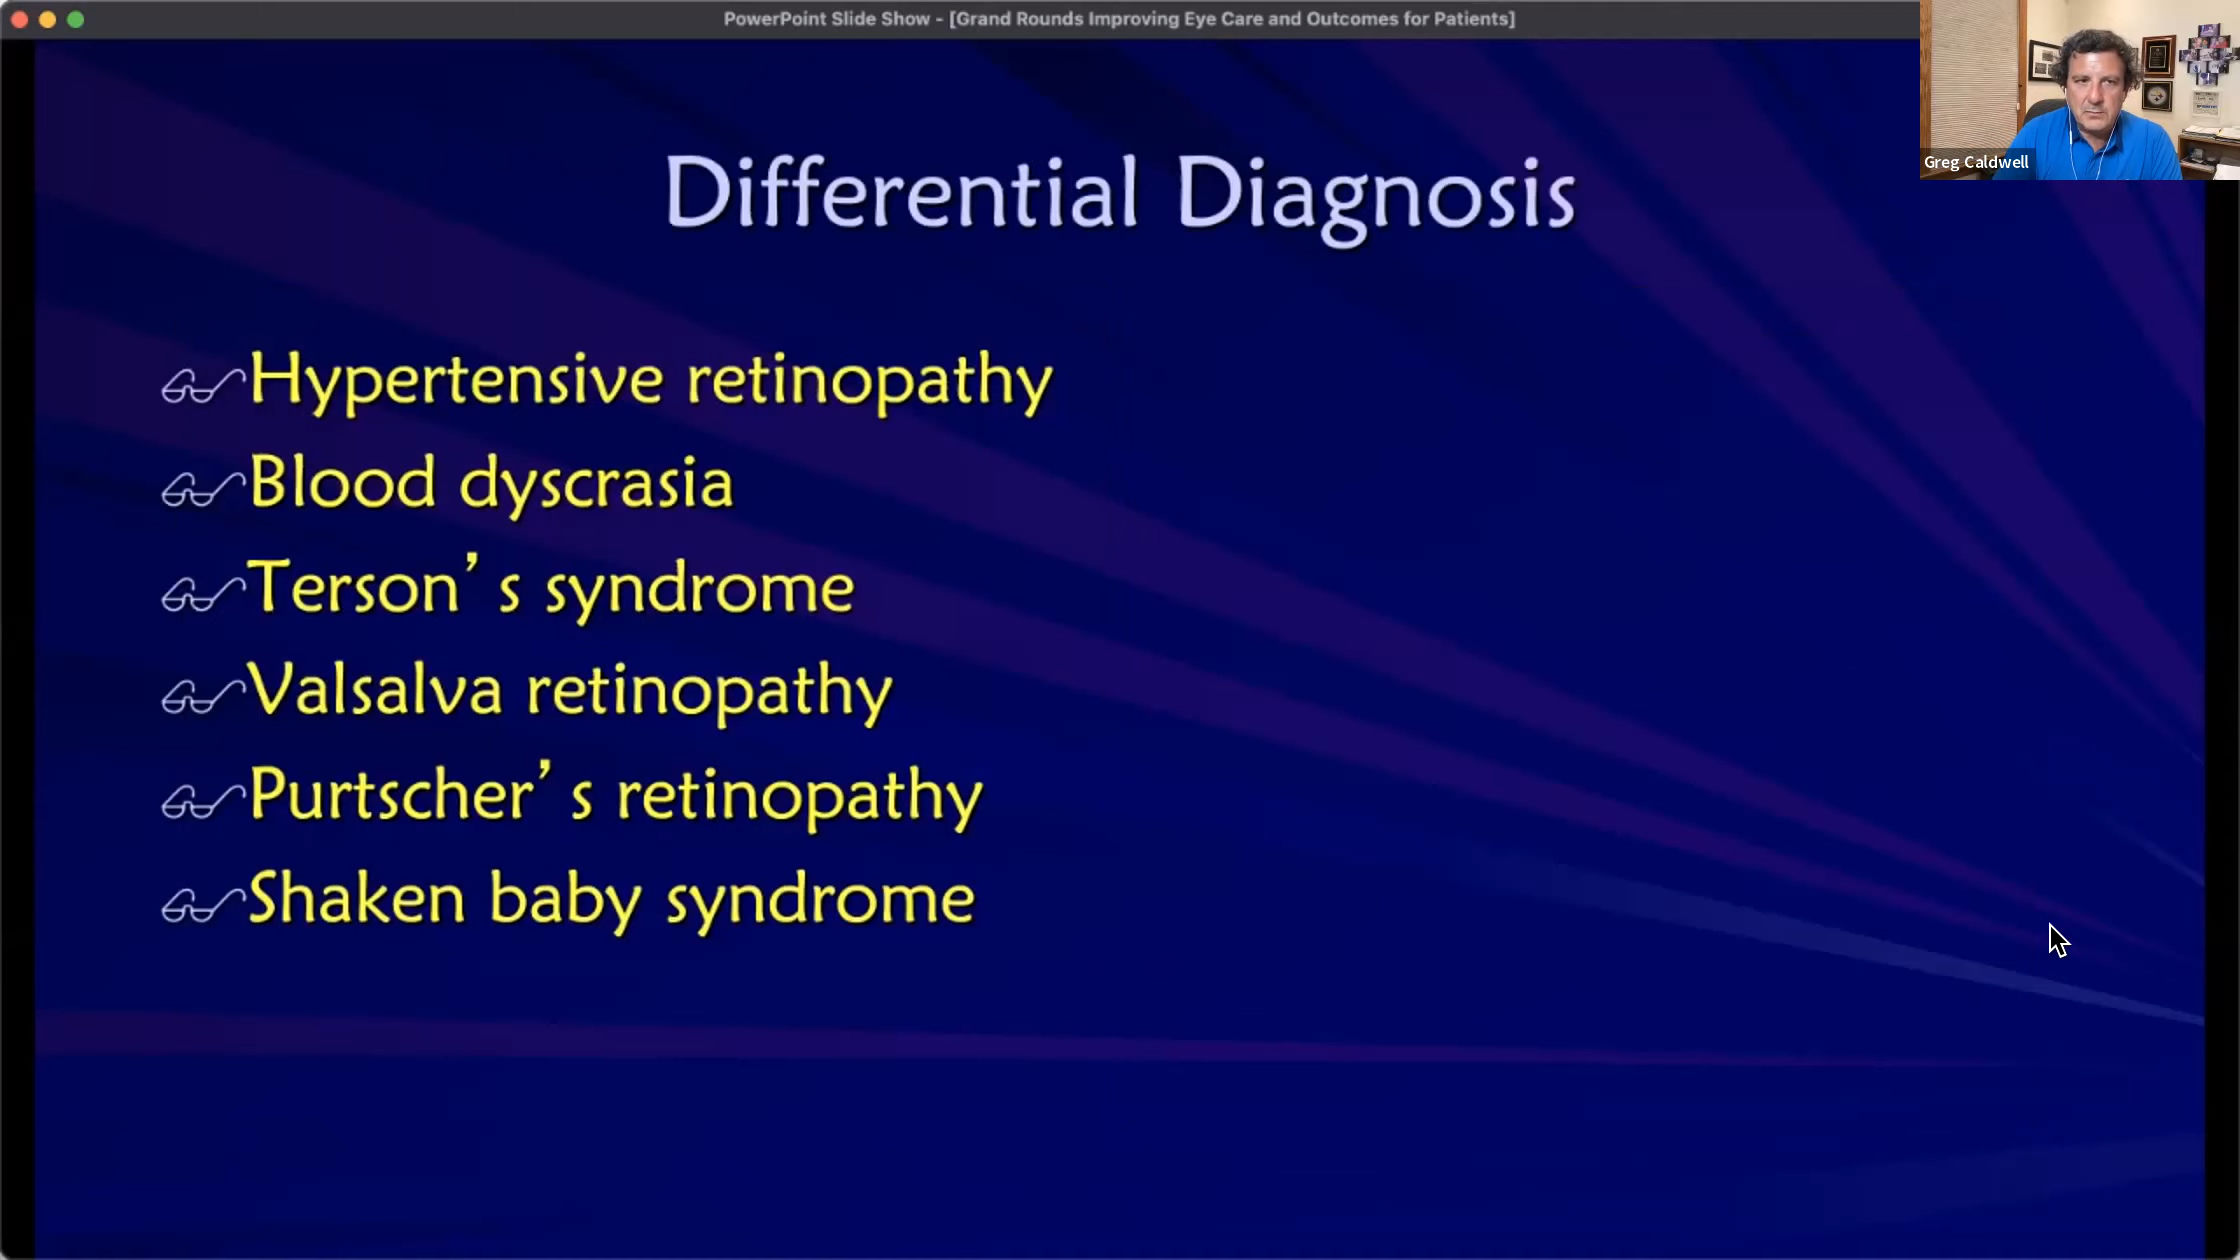 PowerPoint Slide Show - [Grand Rounds Improving Eye Care and Outcomes for Patients]
Greg Caldwell
Differential Diagnosis
Hypertensive retinopathy
Blood dyscrasia
Terson’s syndrome
Valsalva retinopathy
Purtscher’s retinopathy
Shaken baby syndrome